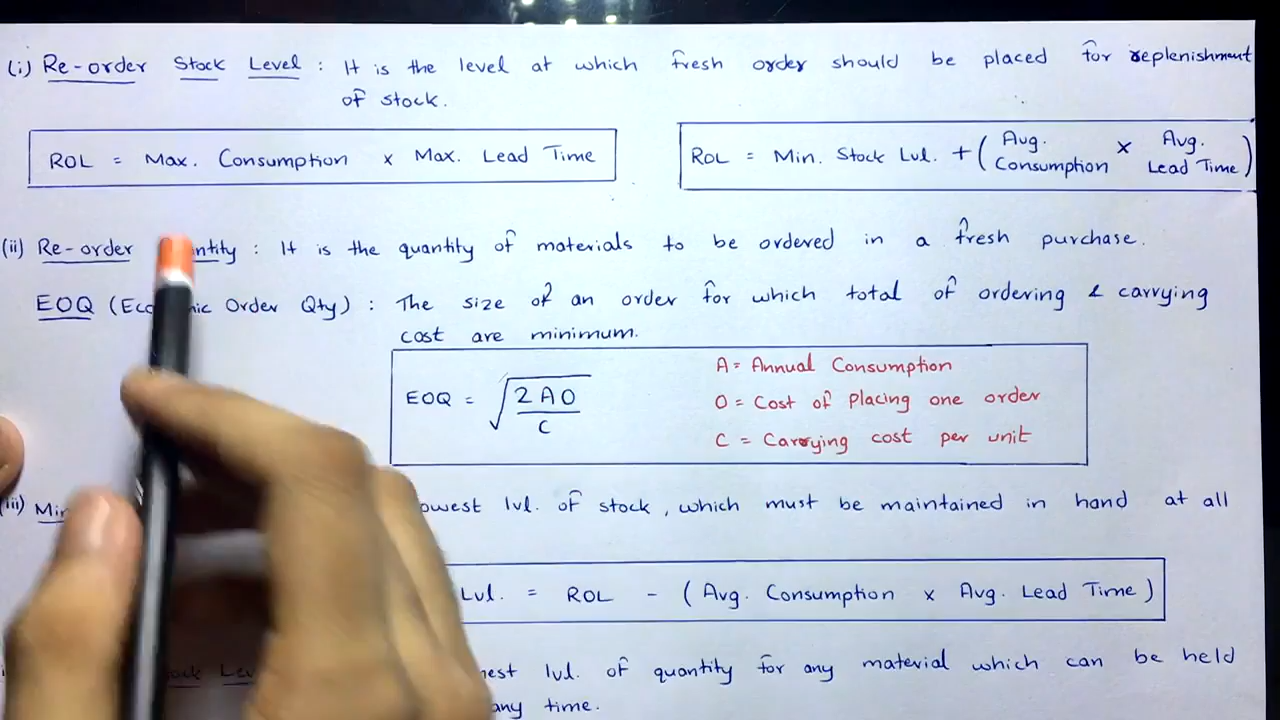 (i) Re-order Stock Level : It is the level at which fresh order should be placed for replenishment
of stock.
ROL = Max. Consumption x Max. Lead Time
ROL = Min. Stock Lvl. + ( Avg. Consumption x Avg. Lead Time )
(ii) Re-order : It is the quantity of materials to be ordered in a fresh purchase.
EOQ ( Order Qty) : The size of an order for which total of ordering & carrying
cost are minimum.
EOQ = √ 2AO / C
A = Annual Consumption
O = Cost of placing one order
C = Carrying cost per unit
lvl. of stock, which must be maintained in hand at all
Lvl. = ROL - ( Avg. Consumption x Avg. Lead Time )
lvl. of quantity for any material which can be held
any time.